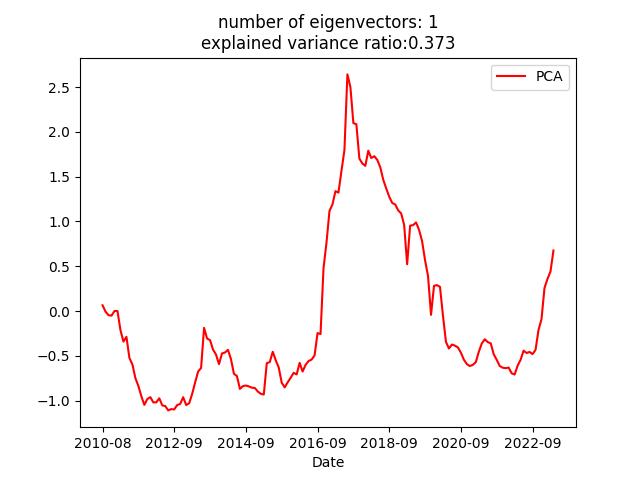 number of eigenvectors: 1
explained variance ratio:0.373
PCA
2.5
2.0
1.5
1.0
0.5
0.0
−0.5
−1.0
2010-08 2012-09 2014-09 2016-09 2018-09 2020-09 2022-09
Date